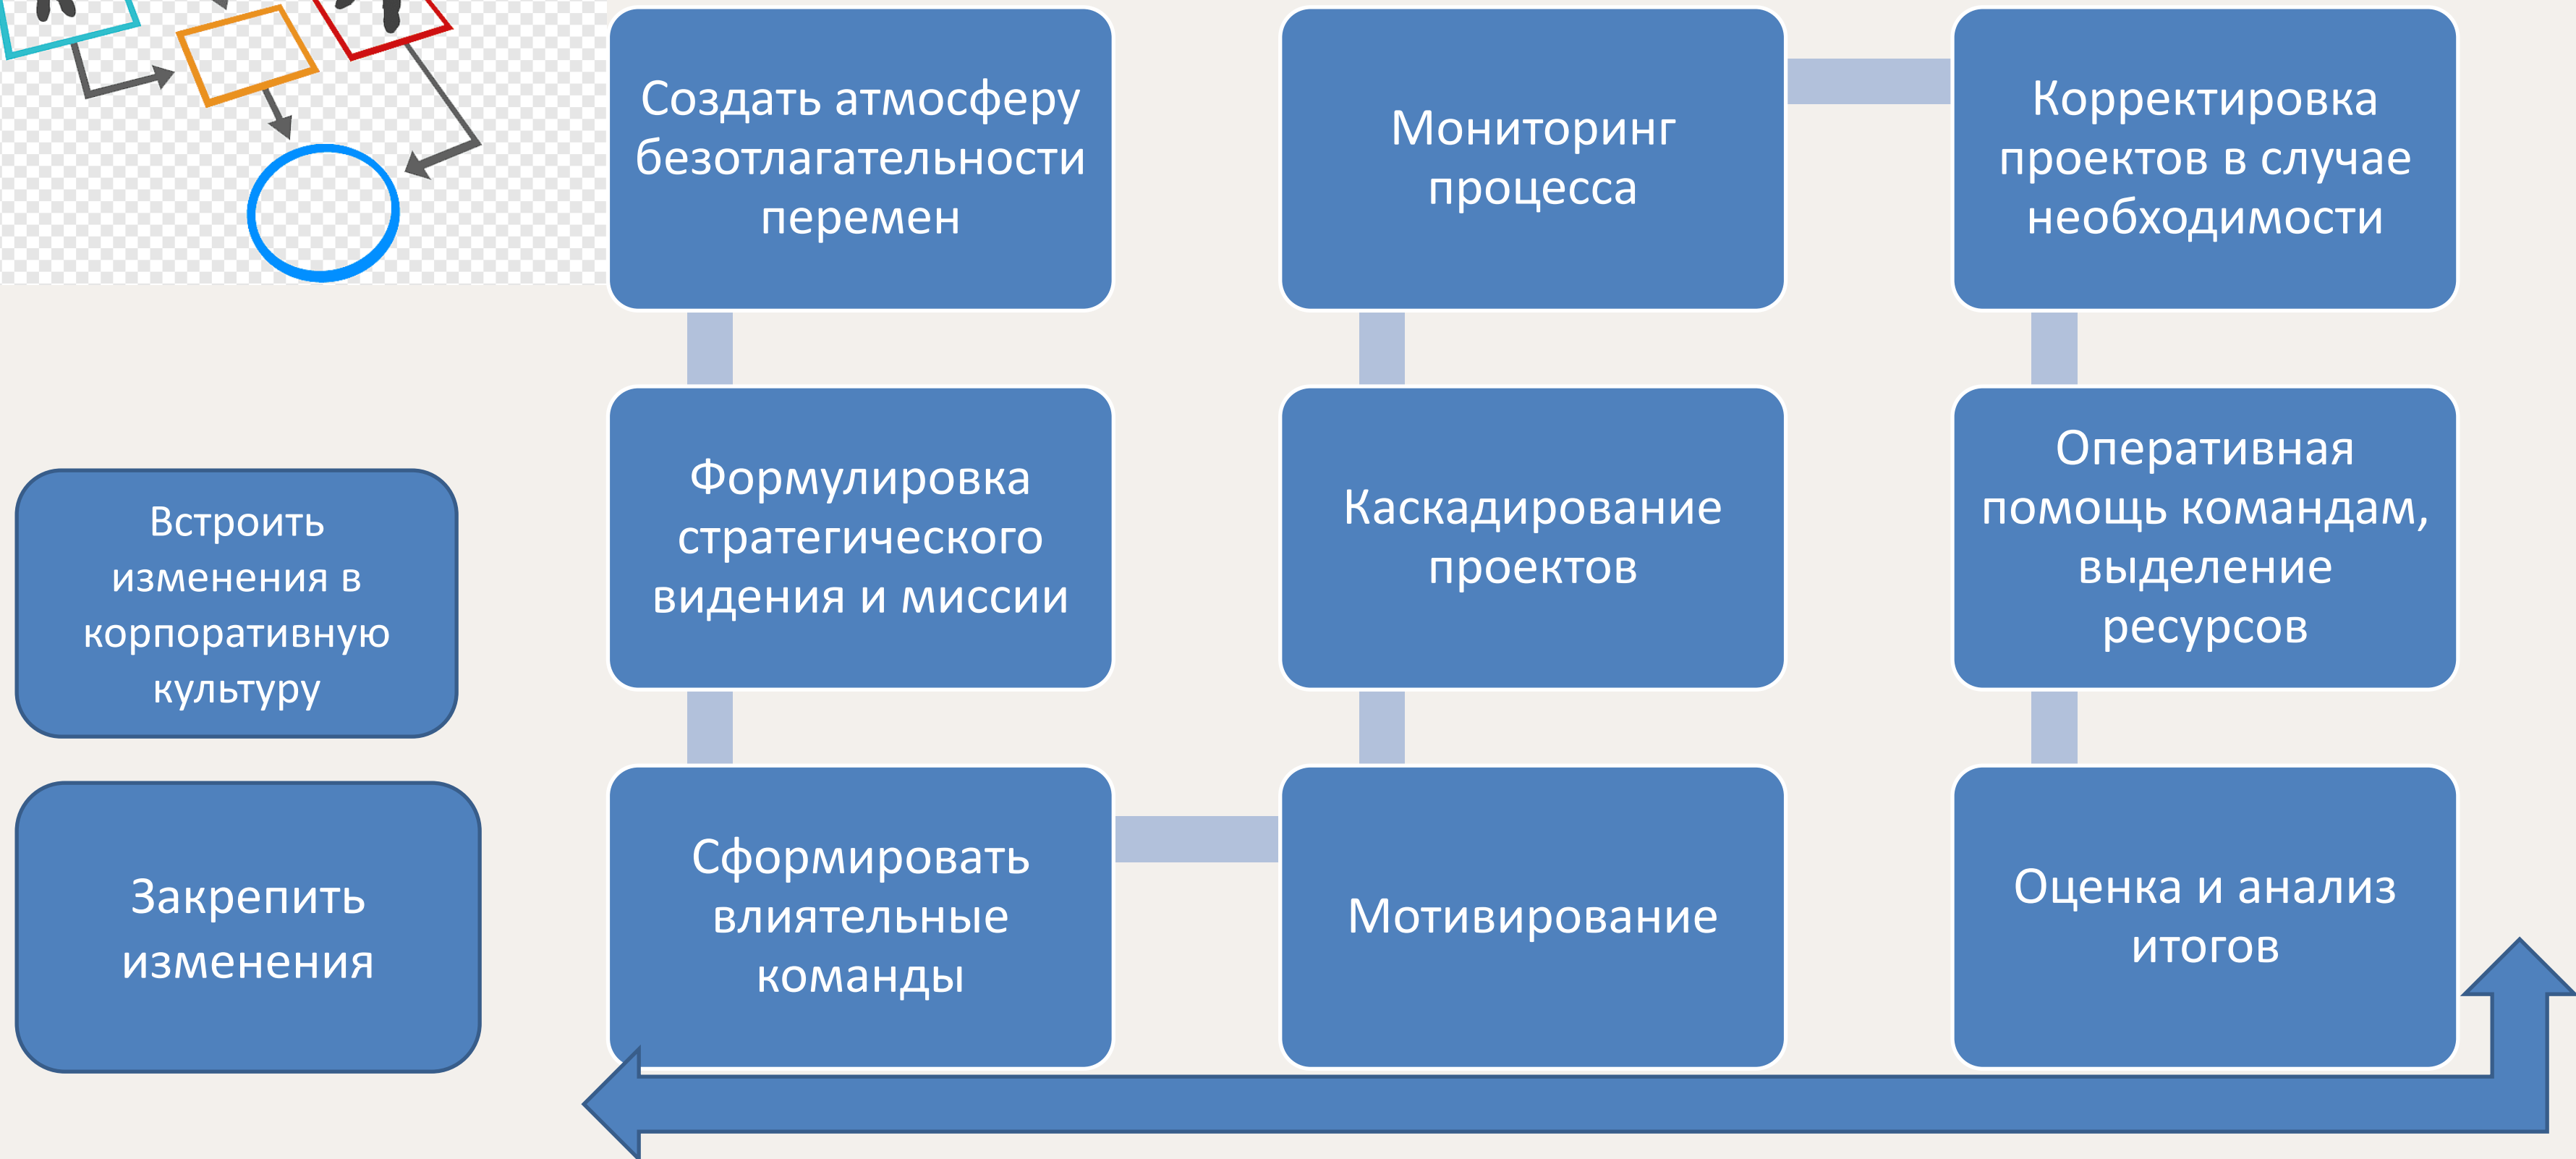 Создать атмосферу
безотлагательности
перемен
Формулировка
стратегического
видения и миссии
Сформировать
влиятельные
команды
Мотивирование
Каскадирование
проектов
Мониторинг
процесса
Корректировка
проектов в случае
необходимости
Оперативная
помощь командам,
выделение
ресурсов
Оценка и анализ
итогов
Закрепить
изменения
Встроить
изменения в
корпоративную
культуру